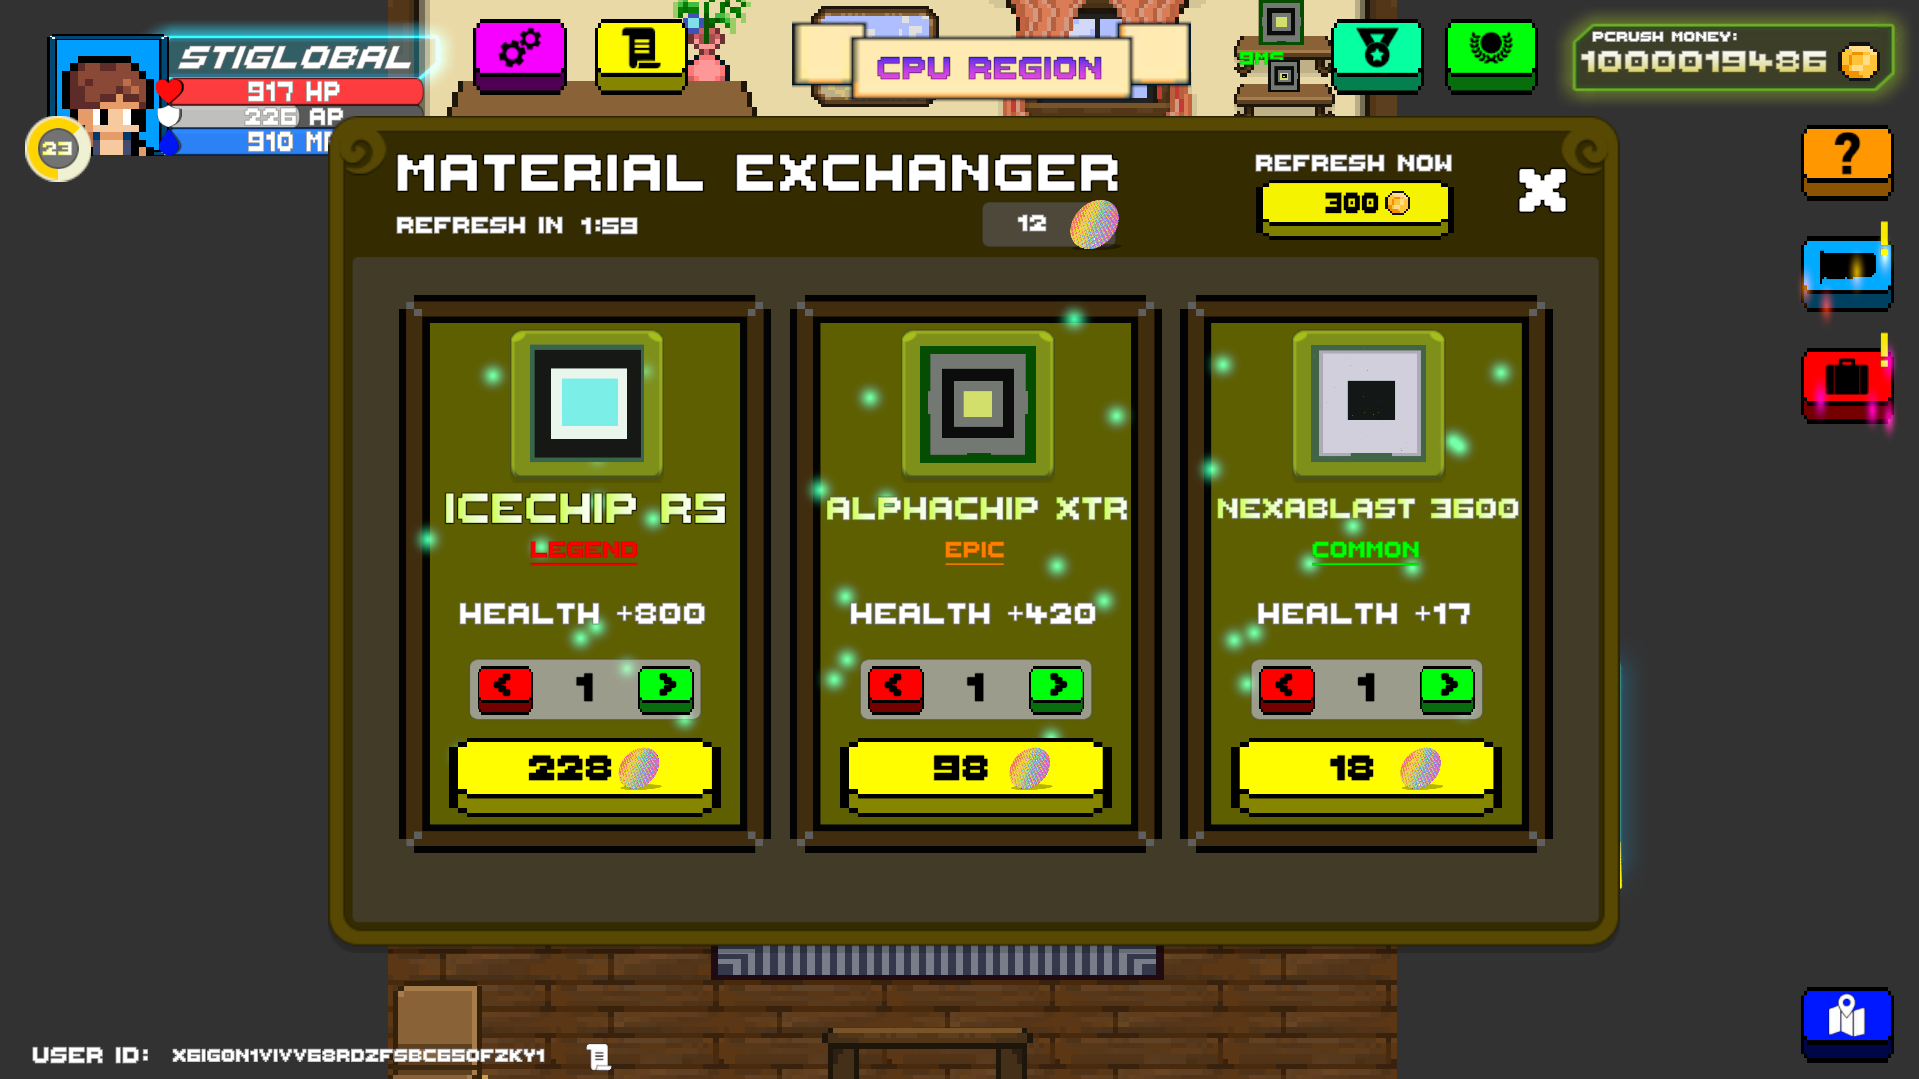 STIGLOBAL
917 HP
226 AP
910 MP
23
CPU REGION
9MS
PCRUSH MONEY:
1000019486
MATERIAL EXCHANGER
REFRESH IN 1:59
12
REFRESH NOW
300
ICECHIP R5
LEGEND
HEALTH +800
< 1 >
228
ALPHACHIP XTR
EPIC
HEALTH +420
< 1 >
98
NEXABLAST 3600
COMMON
HEALTH +17
< 1 >
18
?
!
!
USER ID: